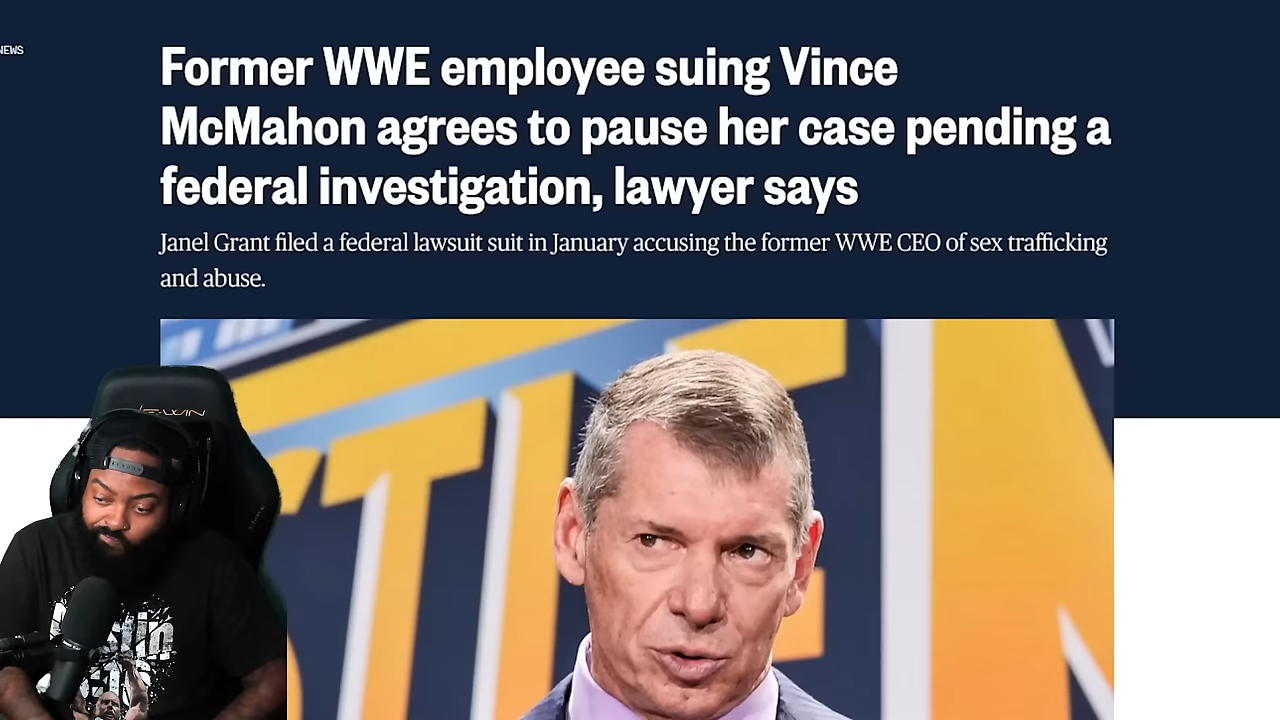 NEWS
Former WWE employee suing Vince
McMahon agrees to pause her case pending a
federal investigation, lawyer says
Janel Grant filed a federal lawsuit suit in January accusing the former WWE CEO of sex trafficking
and abuse.